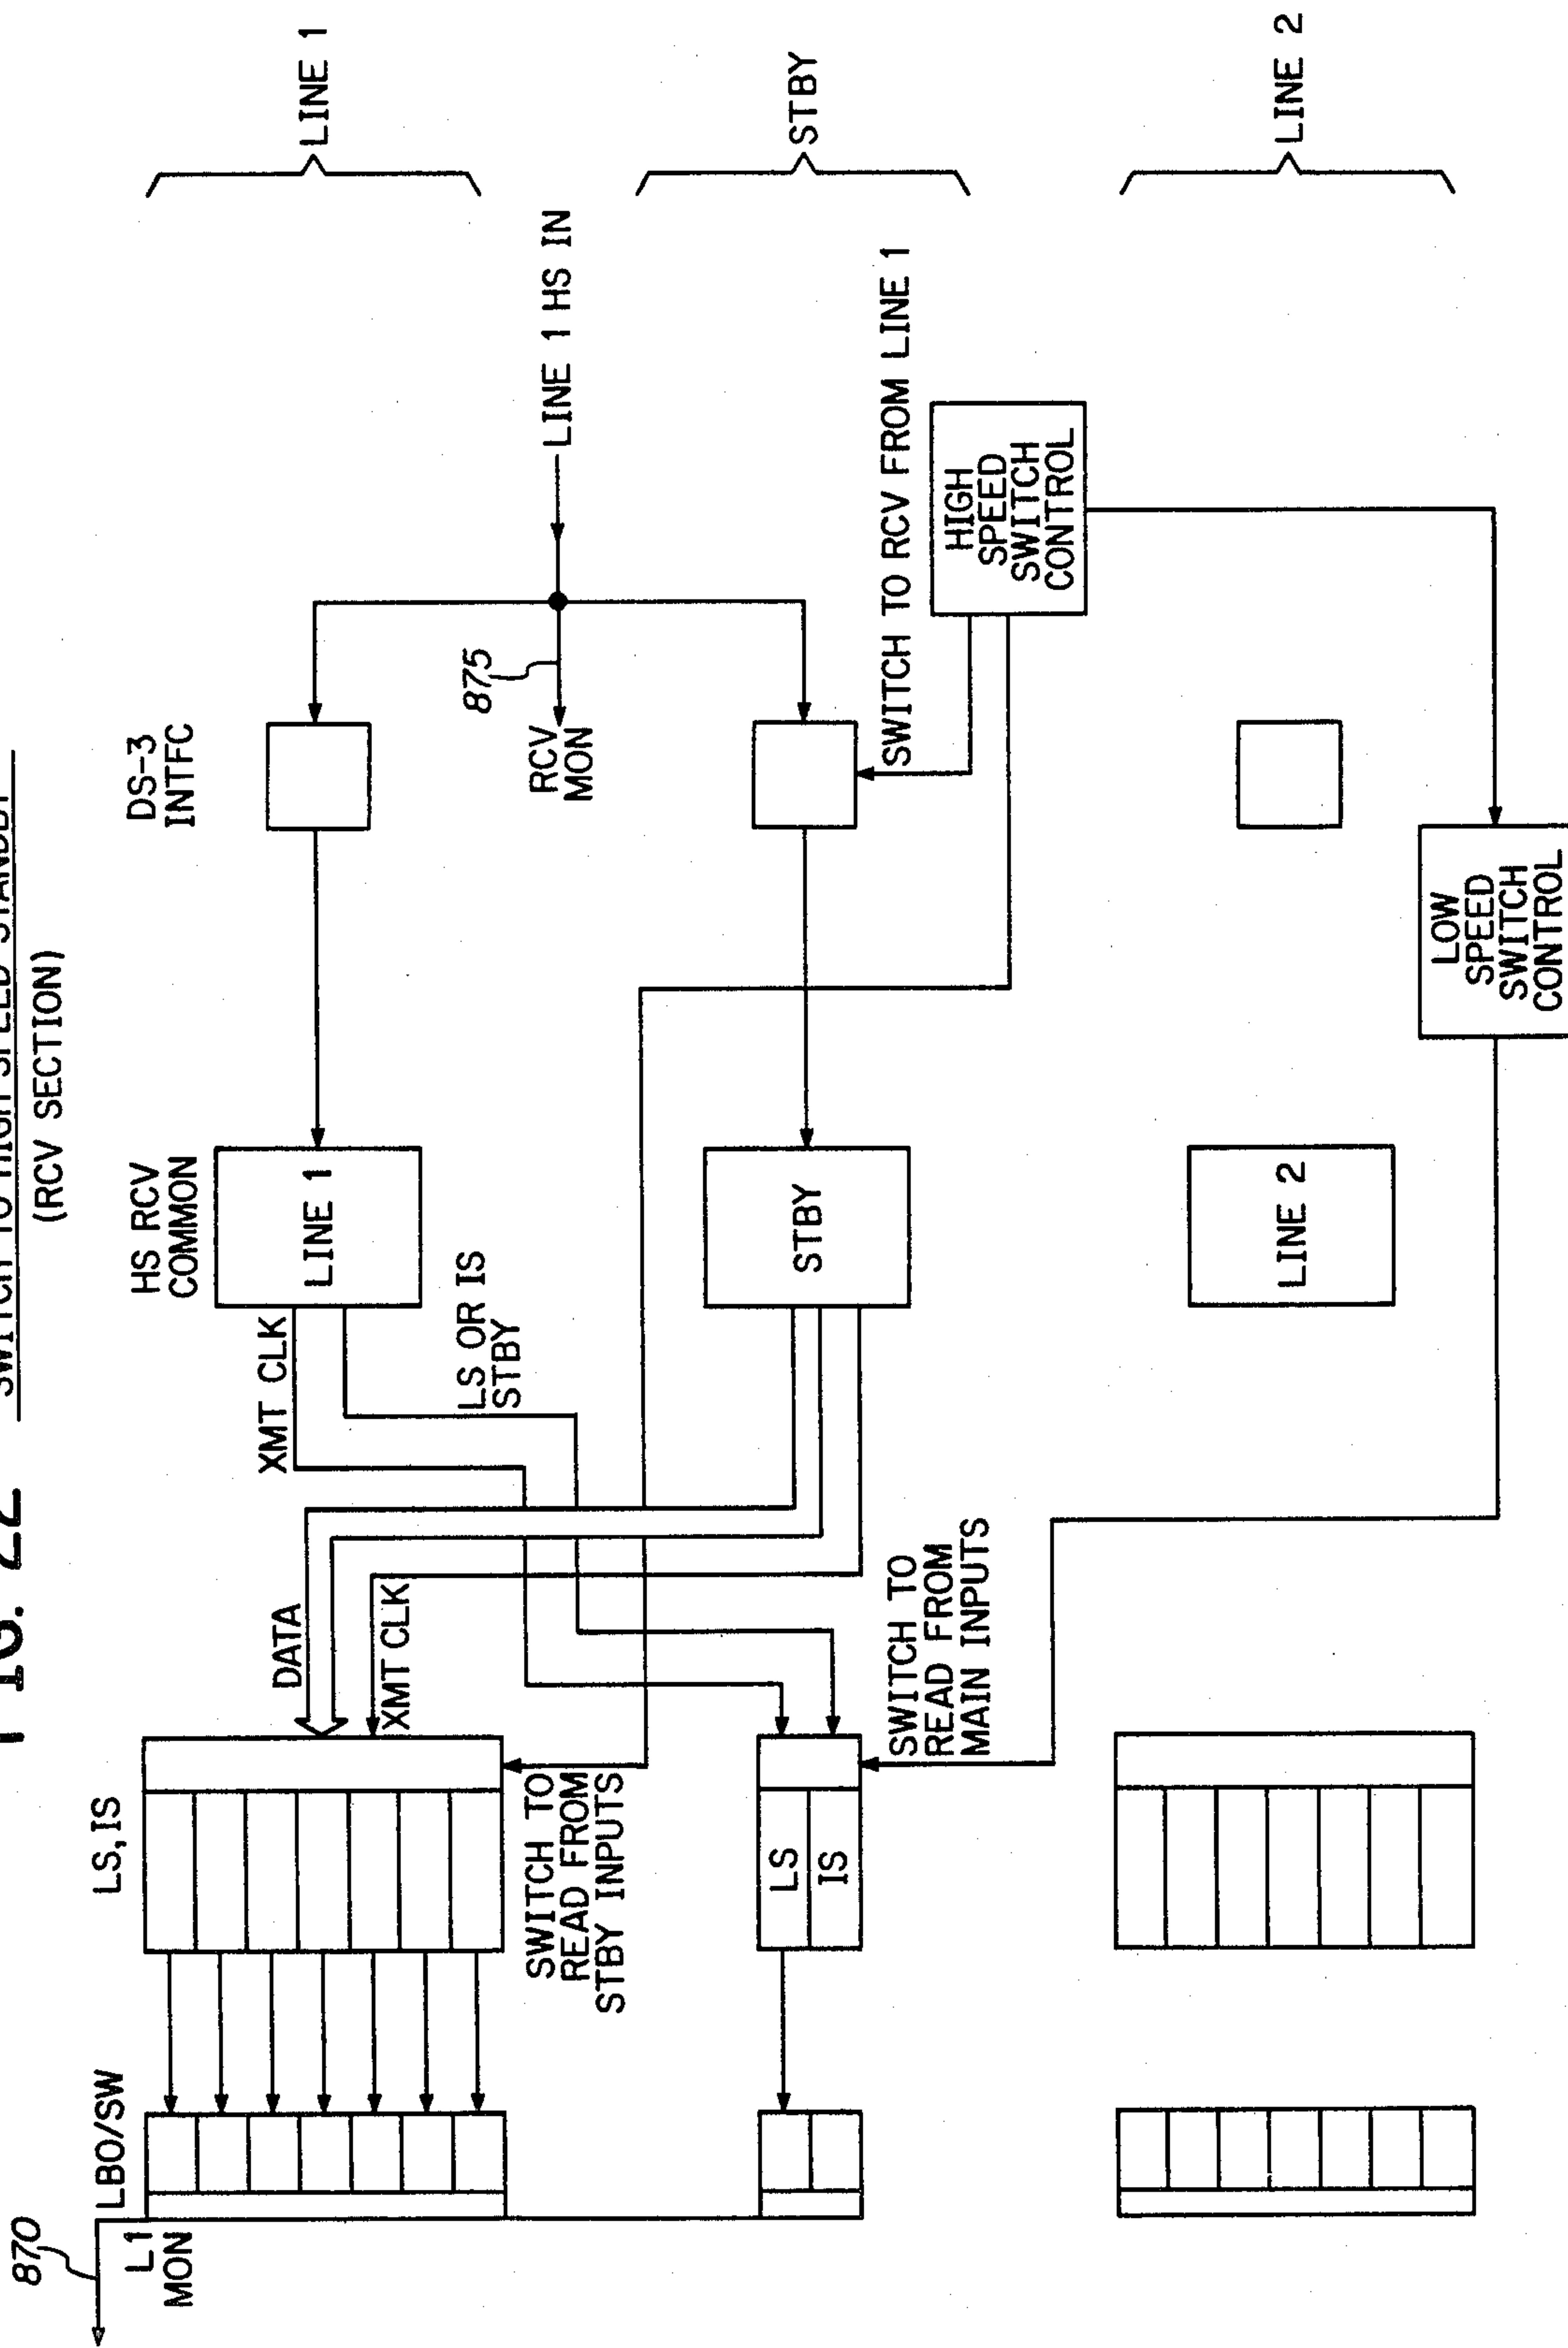 FIG. 22
SWITCH TO HIGH SPEED STANDBY
(RCV SECTION)
870
L1
MON
LBO/SW
LS,IS
DATA
XMT CLK
XMT CLK
HS RCV
COMMON
LINE 1
LS OR IS
STBY
DS-3
INTFC
875
RCV
MON
LINE 1 HS IN
LINE 1
SWITCH TO
READ FROM
STBY INPUTS
LS
IS
SWITCH TO
READ FROM
MAIN INPUTS
STBY
SWITCH TO RCV FROM LINE 1
HIGH
SPEED
SWITCH
CONTROL
STBY
LINE 2
LOW
SPEED
SWITCH
CONTROL
LINE 2